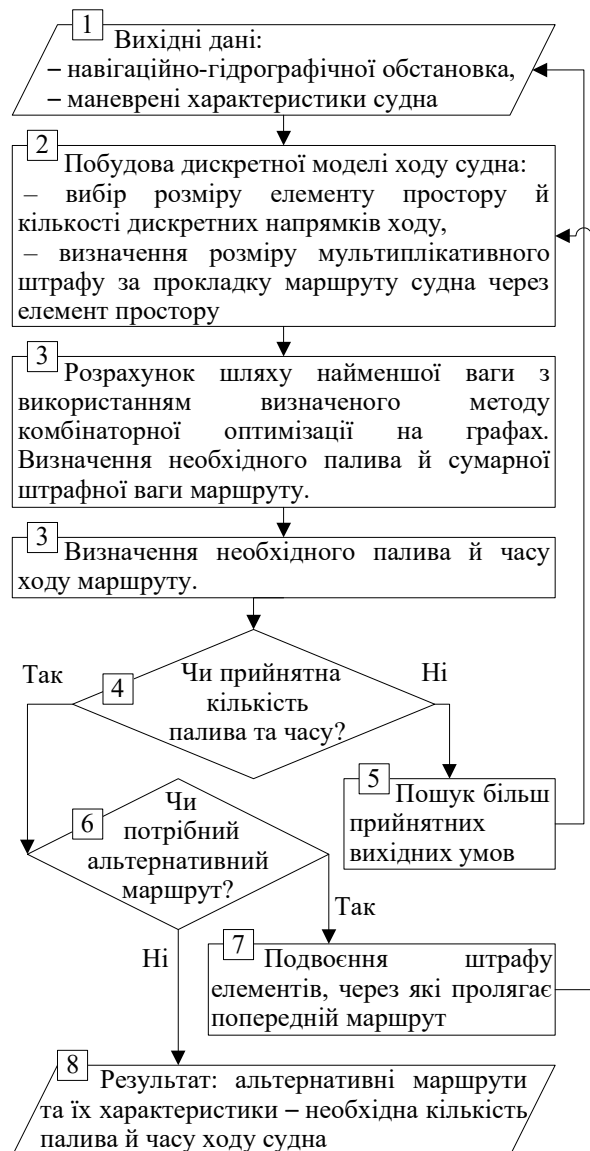 1
Вихідні дані:
– навігаційно-гідрографічної обстановка,
– маневрені характеристики судна
2
Побудова дискретної моделі ходу судна:
– вибір розміру елементу простору й
кількості дискретних напрямків ходу,
– визначення розміру мультиплікативного
штрафу за прокладку маршруту судна через
елемент простору
3
Розрахунок шляху найменшої ваги з
використанням визначеного методу
комбінаторної оптимізації на графах.
Визначення необхідного палива й сумарної
штрафної ваги маршруту.
3
Визначення необхідного палива й часу
ходу маршруту.
Так
4
Чи прийнятна
кількість
палива та часу?
Ні
5
Пошук більш
прийнятних
вихідних умов
6
Чи
потрібний
альтернативний
маршрут?
Так
Ні
7
Подвоєння штрафу
елементів, через які пролягає
попередній маршрут
8
Результат: альтернативні маршрути
та їх характеристики – необхідна кількість
палива й часу ходу судна